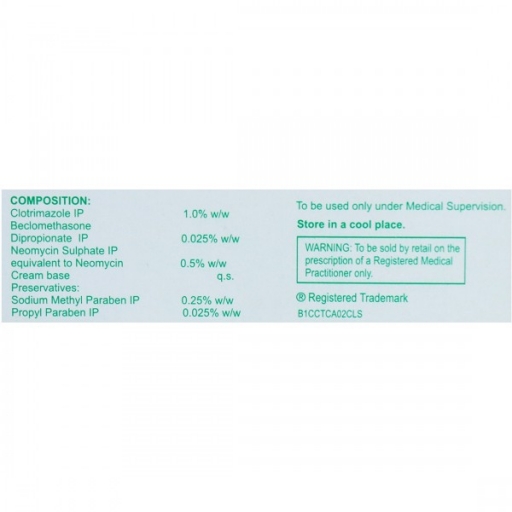 COMPOSITION:
Clotrimazole IP 1.0% w/w
Beclomethasone
Dipropionate IP 0.025% w/w
Neomycin Sulphate IP
equivalent to Neomycin 0.5% w/w
Cream base q.s.
Preservatives:
Sodium Methyl Paraben IP 0.25% w/w
Propyl Paraben IP 0.025% w/w
To be used only under Medical Supervision.
Store in a cool place.
WARNING: To be sold by retail on the
prescription of a Registered Medical
Practitioner only.
® Registered Trademark
B1CCTCA02CLS